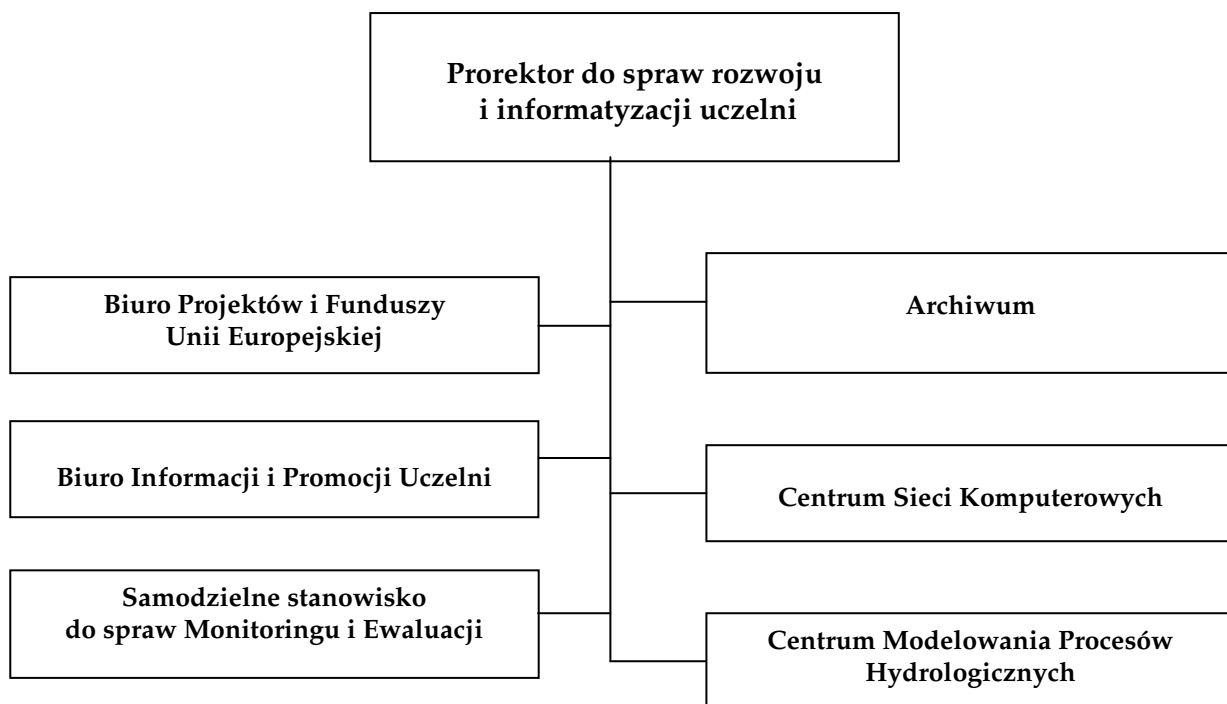 Prorektor do spraw rozwoju
i informatyzacji uczelni
Biuro Projektów i Funduszy
Unii Europejskiej
Archiwum
Biuro Informacji i Promocji Uczelni
Centrum Sieci Komputerowych
Samodzielne stanowisko
do spraw Monitoringu i Ewaluacji
Centrum Modelowania Procesów
Hydrologicznych